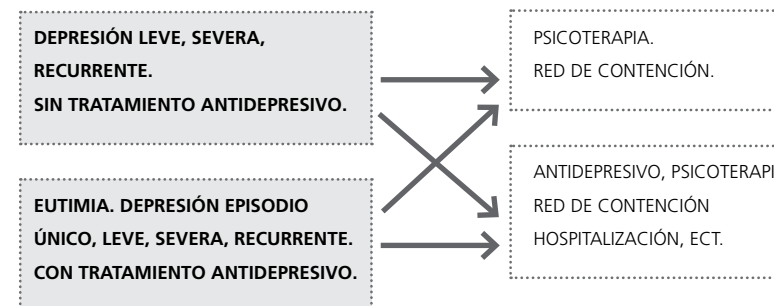 DEPRESIÓN LEVE, SEVERA,
RECURRENTE.
SIN TRATAMIENTO ANTIDEPRESIVO.
PSICOTERAPIA.
RED DE CONTENCIÓN.
EUTIMIA. DEPRESIÓN EPISODIO
ÚNICO, LEVE, SEVERA, RECURRENTE.
CON TRATAMIENTO ANTIDEPRESIVO.
ANTIDEPRESIVO, PSICOTERAPI
RED DE CONTENCIÓN
HOSPITALIZACIÓN, ECT.